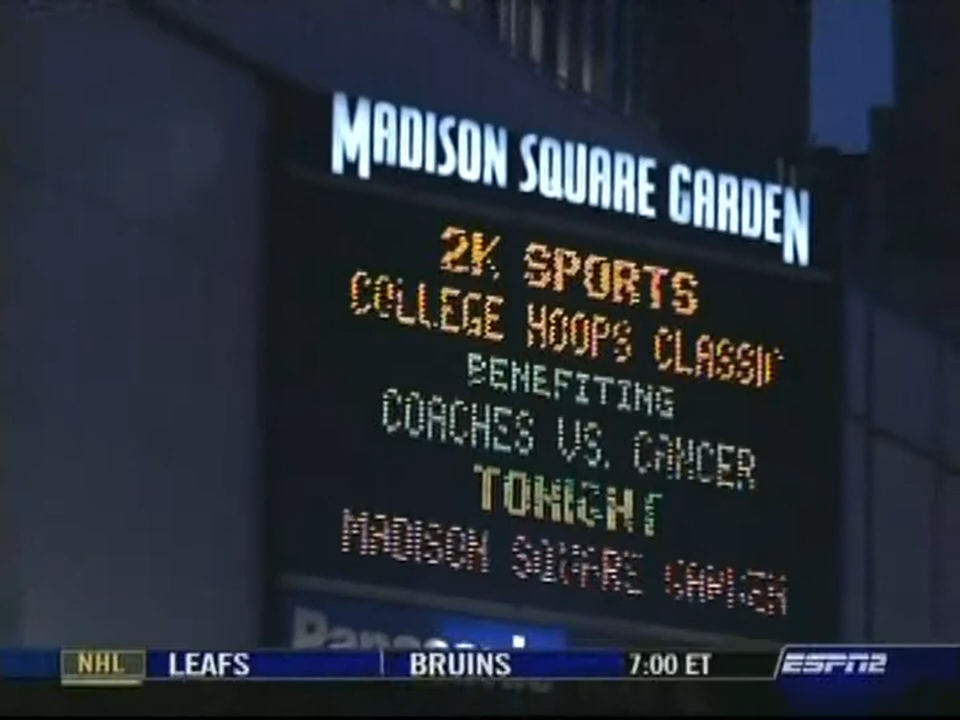 MADISON SQUARE GARDEN
2K SPORTS
COLLEGE HOOPS CLASSIC
BENEFITING
COACHES VS. CANCER
TONIGHT
MADISON SQUARE GARDEN
Panasonic
NHL LEAFS BRUINS 7:00 ET ESPN2